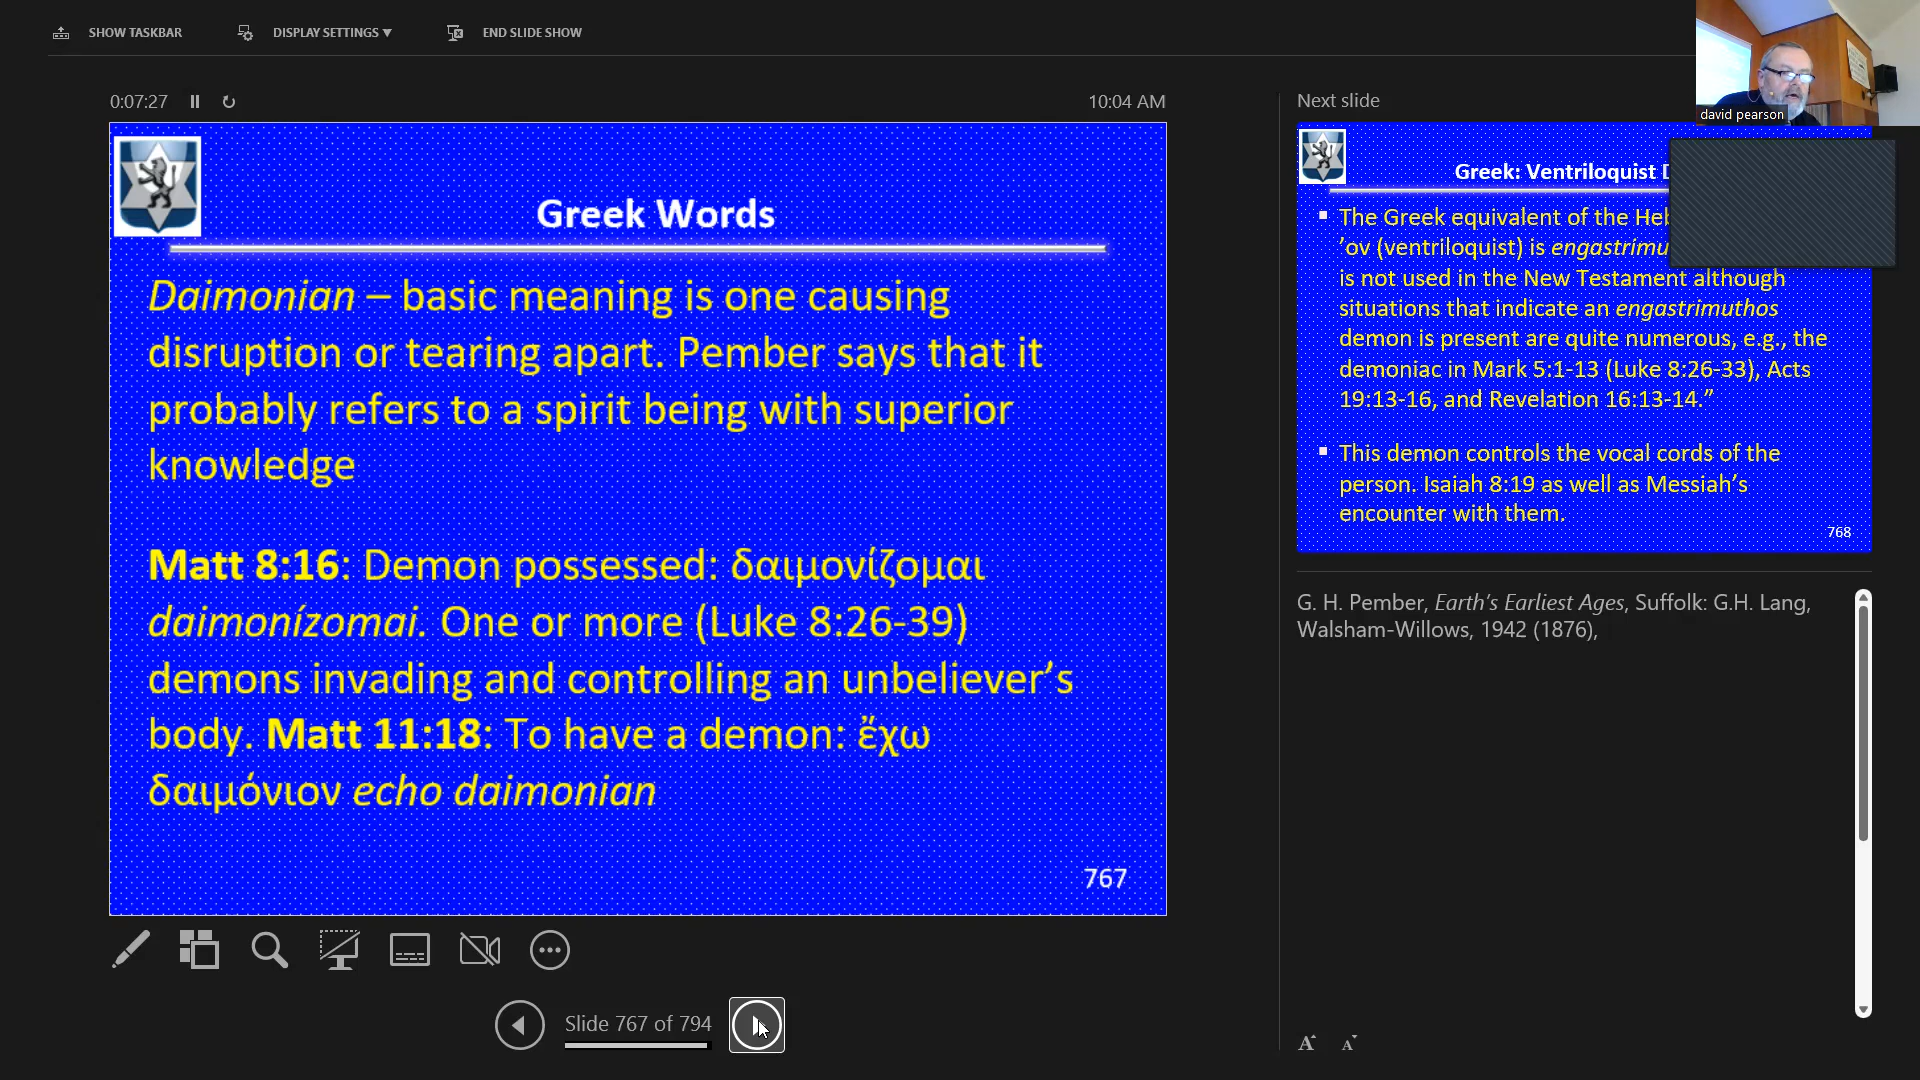 SHOW TASKBAR
DISPLAY SETTINGS ▼
END SLIDE SHOW
0:07:27
10:04 AM
Greek Words
Daimonian – basic meaning is one causing
disruption or tearing apart. Pember says that it
probably refers to a spirit being with superior
knowledge
Matt 8:16: Demon possessed: δαιμονίζομαι
daimonízomai. One or more (Luke 8:26-39)
demons invading and controlling an unbeliever’s
body. Matt 11:18: To have a demon: ἔχω
δαιμόνιον echo daimonian
767
Slide 767 of 794
Next slide
david pearson
Greek: Ventriloquist
▪ The Greek equivalent of the
’ov (ventriloquist) is
is not used in the New Testament although
situations that indicate an engastrimuthos
demon is present are quite numerous, e.g., the
demoniac in Mark 5:1-13 (Luke 8:26-33), Acts
19:13-16, and Revelation 16:13-14.”
▪ This demon controls the vocal cords of the
person. Isaiah 8:19 as well as Messiah’s
encounter with them.
768
G. H. Pember, Earth’s Earliest Ages, Suffolk: G.H. Lang,
Walsham-Willows, 1942 (1876),
A A